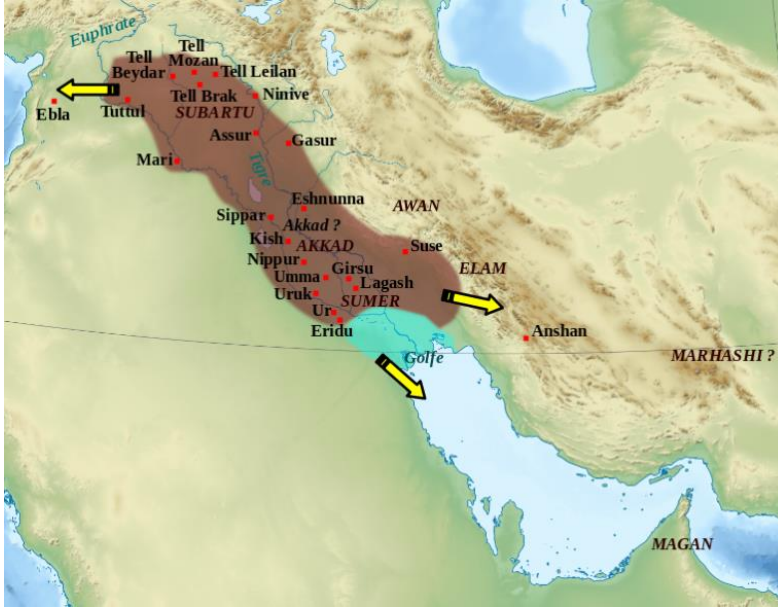 Euphrate
Tell
Mozan
Tell
Beydar
Tell Leilan
Tell Brak
Ninive
Ebla
Tuttul
SUBARTU
Assur
Gasur
Mari
Tigre
Eshnunna
AWAN
Sippar
Akkad ?
Kish
AKKAD
Suse
Nippur
ELAM
Umma
Girsu
Lagash
Uruk
SUMER
Ur
Eridu
Anshan
Golfe
MARHASHI ?
MAGAN